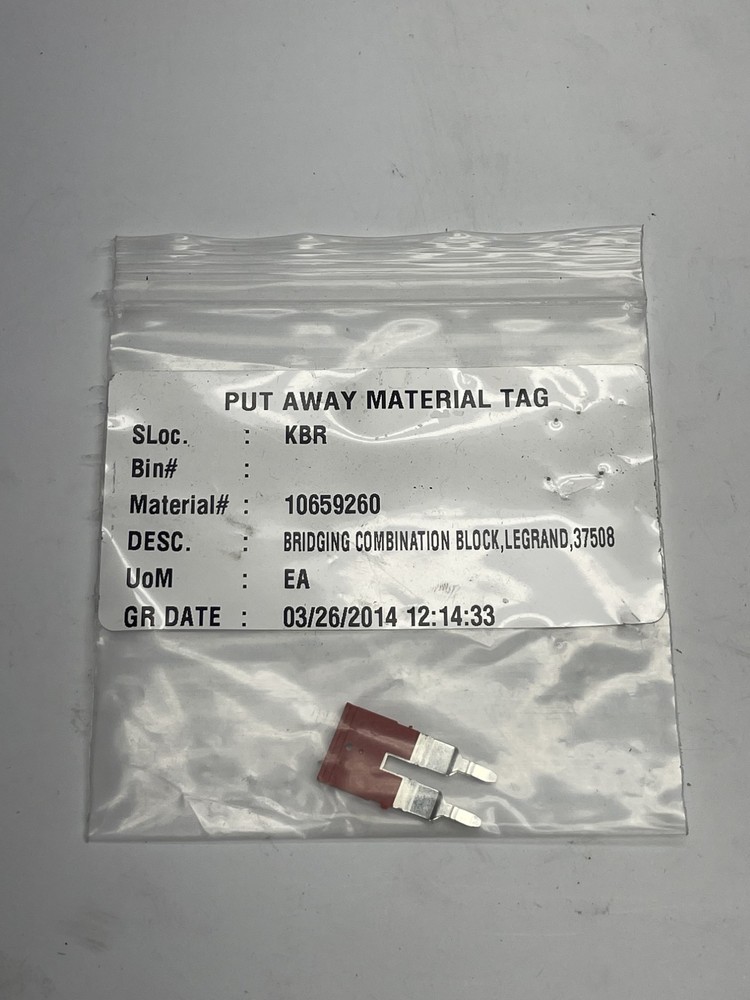 PUT AWAY MATERIAL TAG
SLoc. : KBR
Bin# :
Material# : 10659260
DESC. : BRIDGING COMBINATION BLOCK,LEGRAND,37508
UoM : EA
GR DATE : 03/26/2014 12:14:33